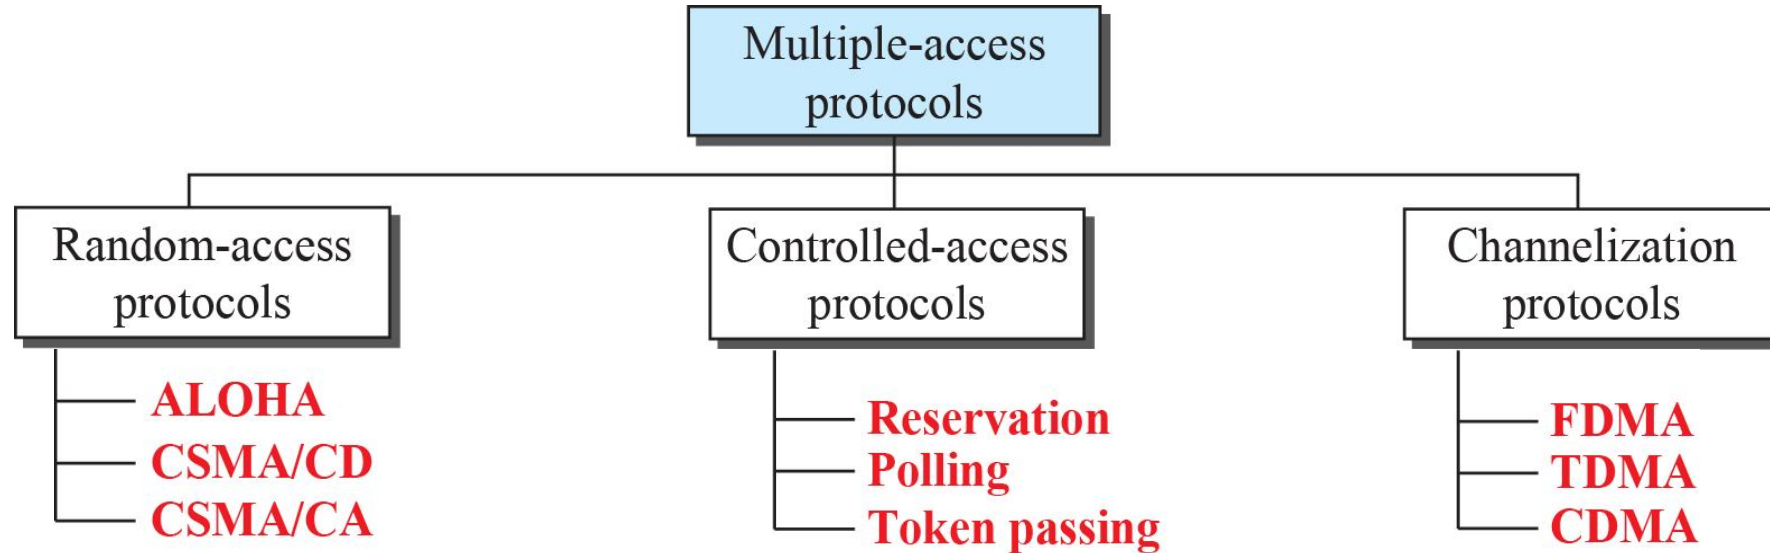 Multiple-access
protocols
Random-access
protocols
ALOHA
CSMA/CD
CSMA/CA
Controlled-access
protocols
Reservation
Polling
Token passing
Channelization
protocols
FDMA
TDMA
CDMA